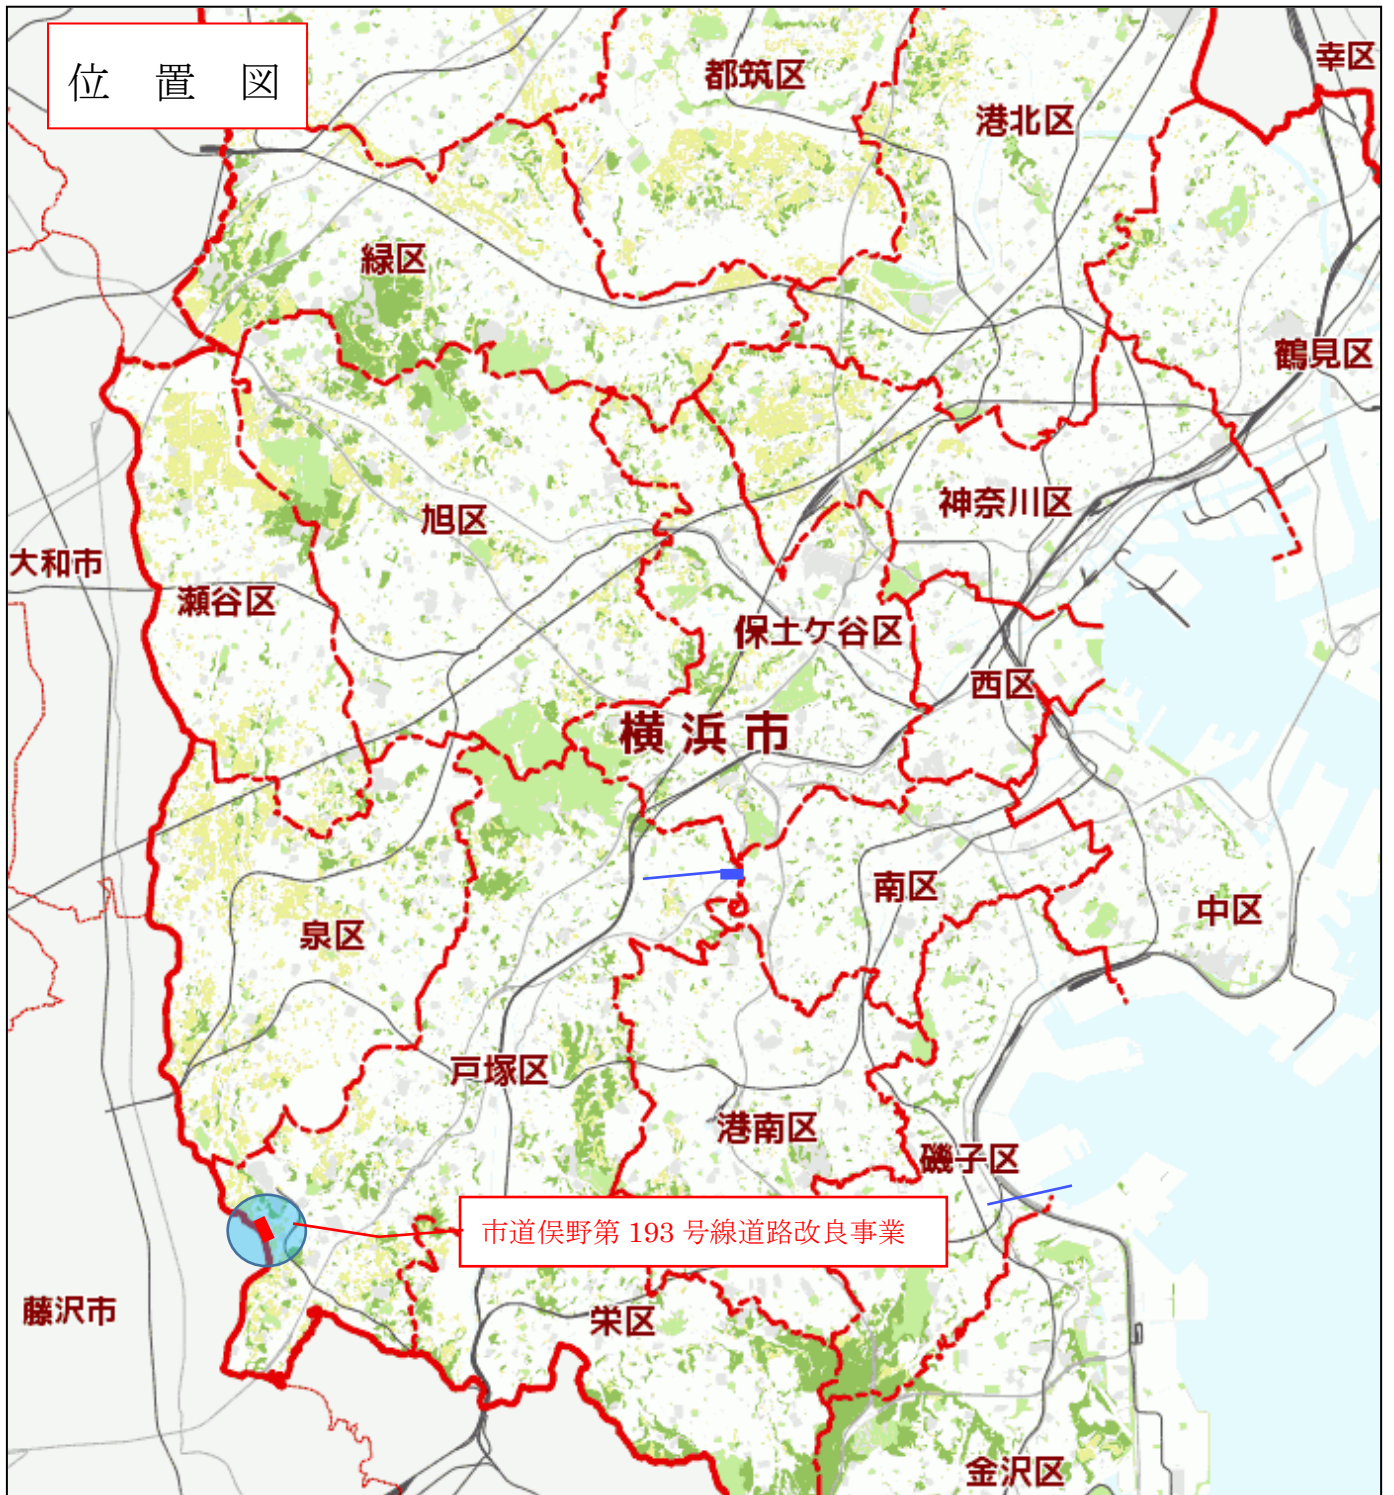 位 置 図
都筑区
幸区
港北区
緑区
鶴見区
神奈川区
旭区
大和市
瀬谷区
保土ケ谷区
西区
横浜市
南区
中区
泉区
戸塚区
港南区
磯子区
市道俣野第 193 号線道路改良事業
藤沢市
栄区
金沢区